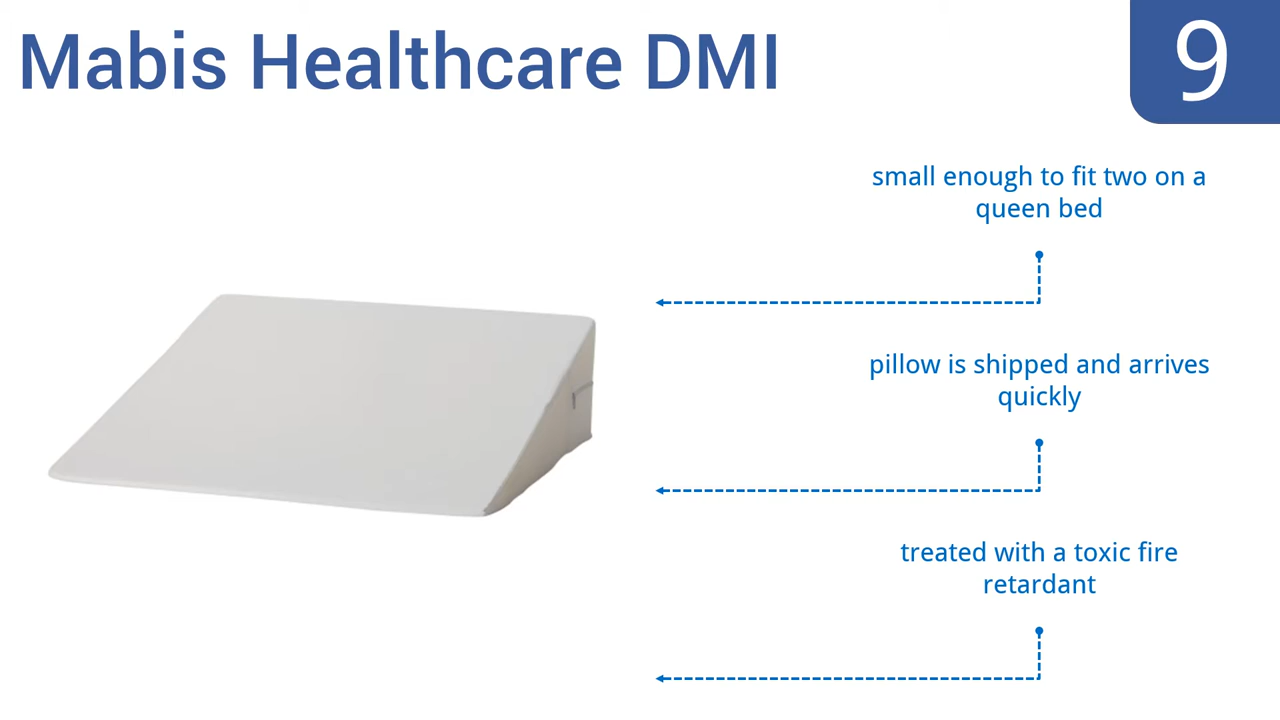 Mabis Healthcare DMI
9
small enough to fit two on a
queen bed
pillow is shipped and arrives
quickly
treated with a toxic fire
retardant